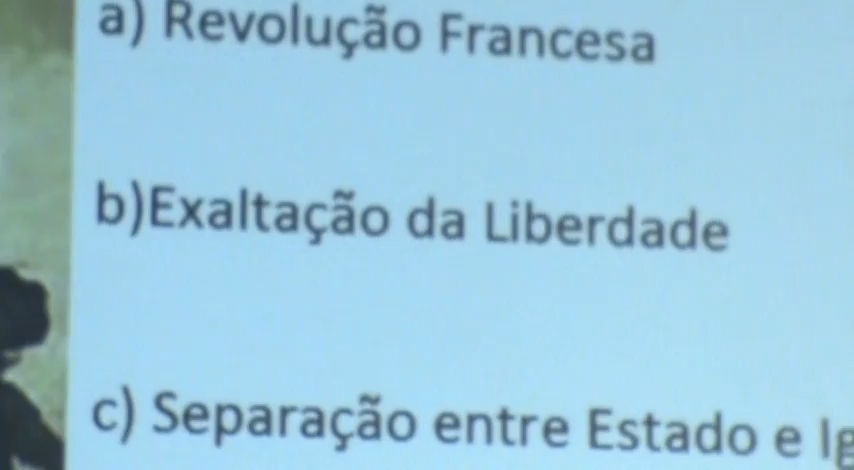 a) Revolução Francesa
b)Exaltação da Liberdade
c) Separação entre Estado e